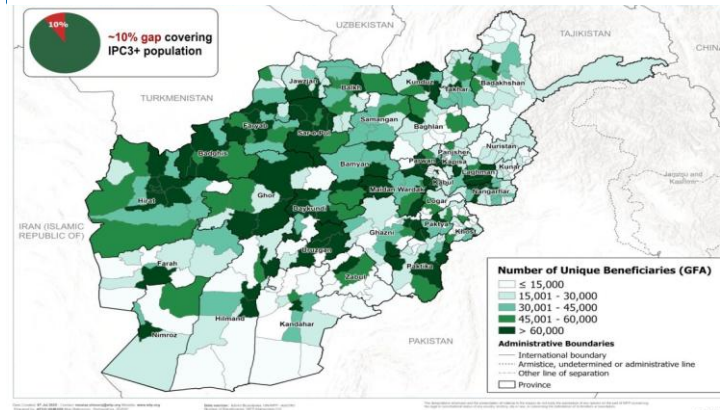 10%
~10% gap covering
IPC3+ population
UZBEKISTAN
TAJIKISTAN
CHINA
TURKMENISTAN
Jawzjan
Balkh
Kunduz
Takhar
Badakhshan
Faryab
Samangan
Sar-e-Pul
Baghlan
Badghis
Panjsher
Nuristan
Bamyan
Parwan
Kapisa
Kunar
Laghman
Kabul
Hirat
Ghor
Maidan Wardak
Nangarhar
Logar
Daykundi
Paktya
Khost
Ghazni
IRAN (ISLAMIC
REPUBLIC OF)
Uruzgan
Farah
Paktika
Zabul
Hilmand
Kandahar
Nimroz
PAKISTAN
Number of Unique Beneficiaries (GFA)
≤ 15,000
15,001 - 30,000
30,001 - 45,000
45,001 - 60,000
> 60,000
Administrative Boundaries
International boundary
Armistice, undetermined or administrative line
Other line of separation
Province